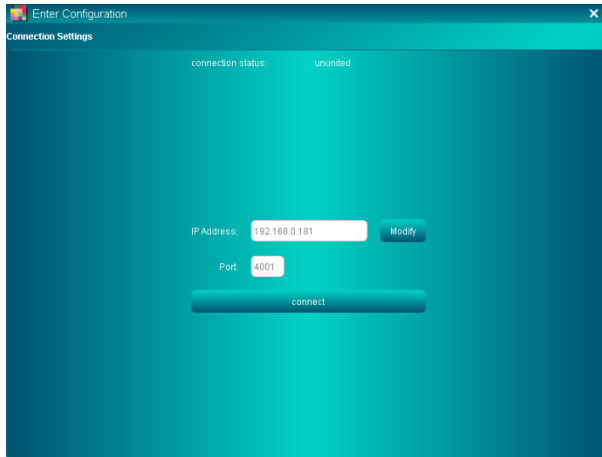 Enter Configuration
Connection Settings
connection status: ununited
IP Address: 192.168.0.181 Modify
Port: 4001
connect